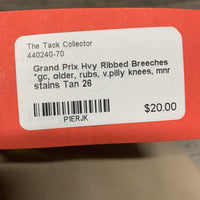 The Tack Collector
440240-70
Grand Prix Hvy Ribbed Breeches
*gc, older, rubs, v.pilly knees, mnr
stains Tan 26
$20.00
P1ERJK